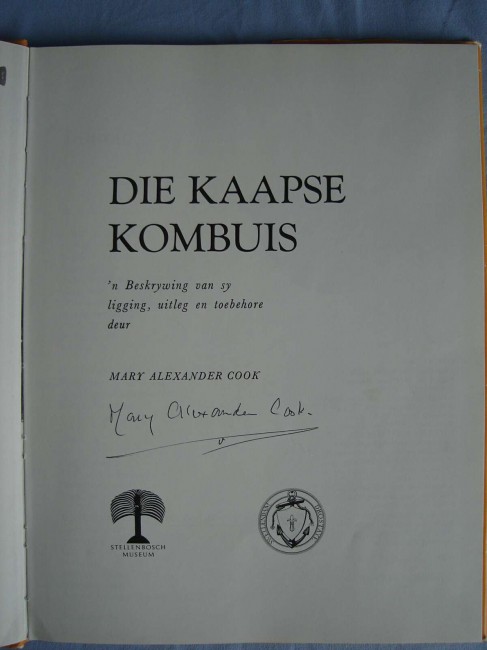 DIE KAAPSE
KOMBUIS
'n Beskrywing van sy
ligging, uitleg en toebehore
deur
MARY ALEXANDER COOK
Mary Alexander Cook.
STELLENBOSCH
MUSEUM